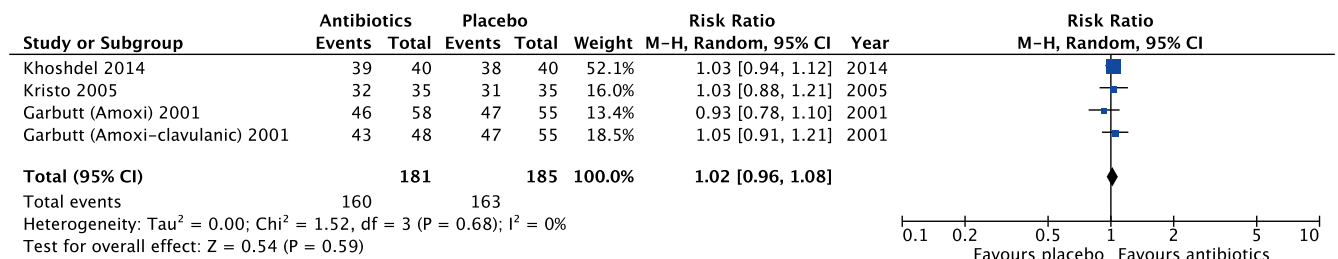 Antibiotics Placebo Risk Ratio Risk Ratio
Study or Subgroup Events Total Events Total Weight M-H, Random, 95% CI Year M-H, Random, 95% CI
Khoshdel 2014 39 40 38 40 52.1% 1.03 [0.94, 1.12] 2014
Kristo 2005 32 35 31 35 16.0% 1.03 [0.88, 1.21] 2005
Garbutt (Amoxi) 2001 46 58 47 55 13.4% 0.93 [0.78, 1.10] 2001
Garbutt (Amoxi-clavulanic) 2001 43 48 47 55 18.5% 1.05 [0.91, 1.21] 2001
Total (95% CI) 181 185 100.0% 1.02 [0.96, 1.08]
Total events 160 163
Heterogeneity: Tau² = 0.00; Chi² = 1.52, df = 3 (P = 0.68); I² = 0%
Test for overall effect: Z = 0.54 (P = 0.59)
0.1 0.2 0.5 1 2 5 10
Favours placebo Favours antibiotics